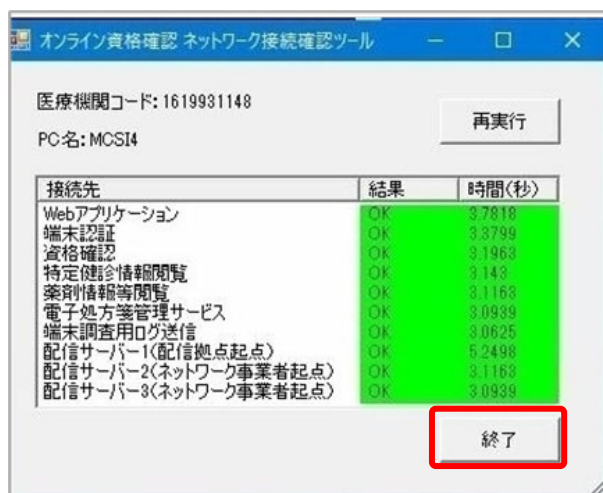 オンライン資格確認 ネットワーク接続確認ツール
医療機関コード: 1619931148
再実行
PC名: MCSI4
接続先 結果 時間(秒)
Webアプリケーション OK 3.7818
端末認証 OK 3.3799
資格確認 OK 3.1963
特定健診情報閲覧 OK 3.143
薬剤情報等閲覧 OK 3.1163
電子処方箋管理サービス OK 3.0939
端末調査用ログ送信 OK 3.0625
配信サーバー1(配信拠点起点) OK 5.2498
配信サーバー2(ネットワーク事業者起点) OK 3.1163
配信サーバー3(ネットワーク事業者起点) OK 3.0939
終了